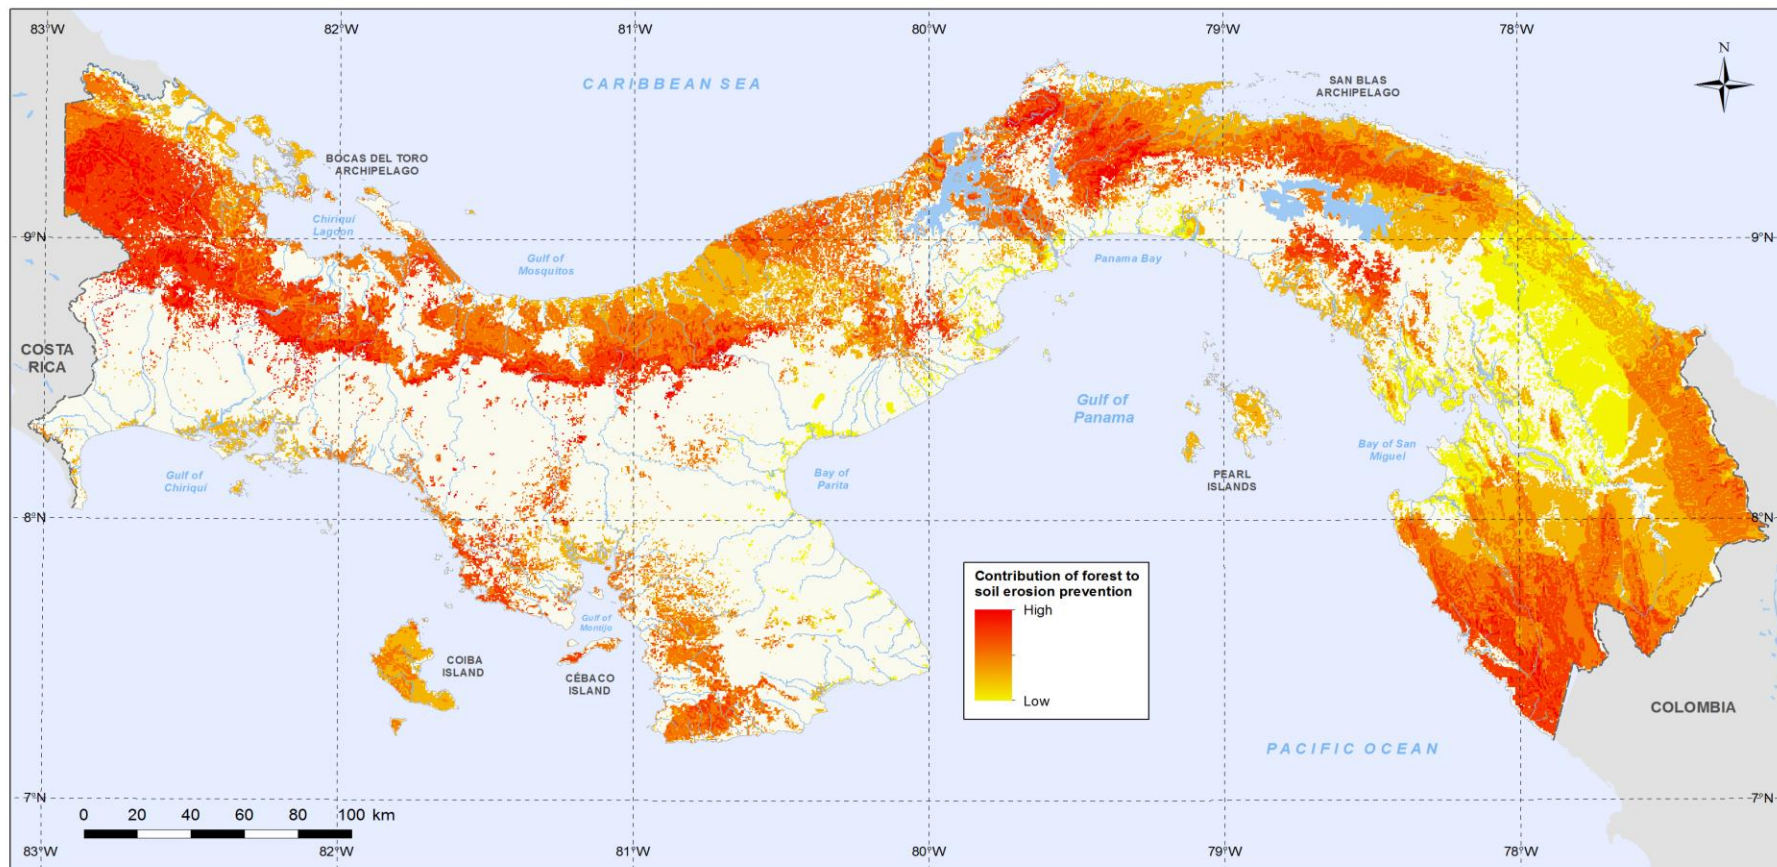 83°W 82°W 81°W 80°W 79°W 78°W
N
CARIBBEAN SEA
SAN BLAS
ARCHIPELAGO
BOCAS DEL TORO
ARCHIPELAGO
Chiriquí
Lagoon
9°N
9°N
Gulf of
Mosquitos
Panama Bay
COSTA
RICA
Gulf of
Panama
Gulf of
Chiriquí
Bay of
Parita
PEARL
ISLANDS
Bay of San
Miguel
8°N
8°N
Contribution of forest to
soil erosion prevention
High
Low
Gulf of
Montijo
COIBA
ISLAND
CÉBACO
ISLAND
COLOMBIA
PACIFIC OCEAN
7°N
7°N
0 20 40 60 80 100 km
83°W 82°W 81°W 80°W 79°W 78°W